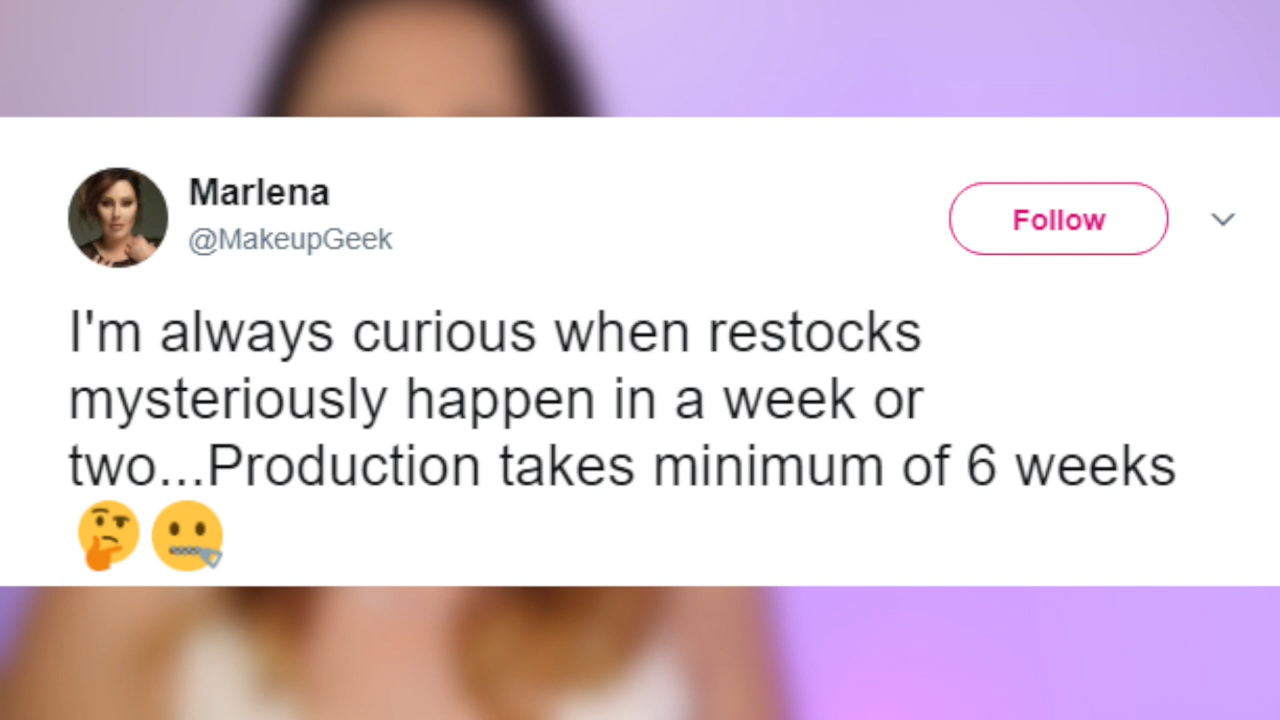 Marlena
@MakeupGeek
Follow
I'm always curious when restocks
mysteriously happen in a week or
two...Production takes minimum of 6 weeks
🤔🤐